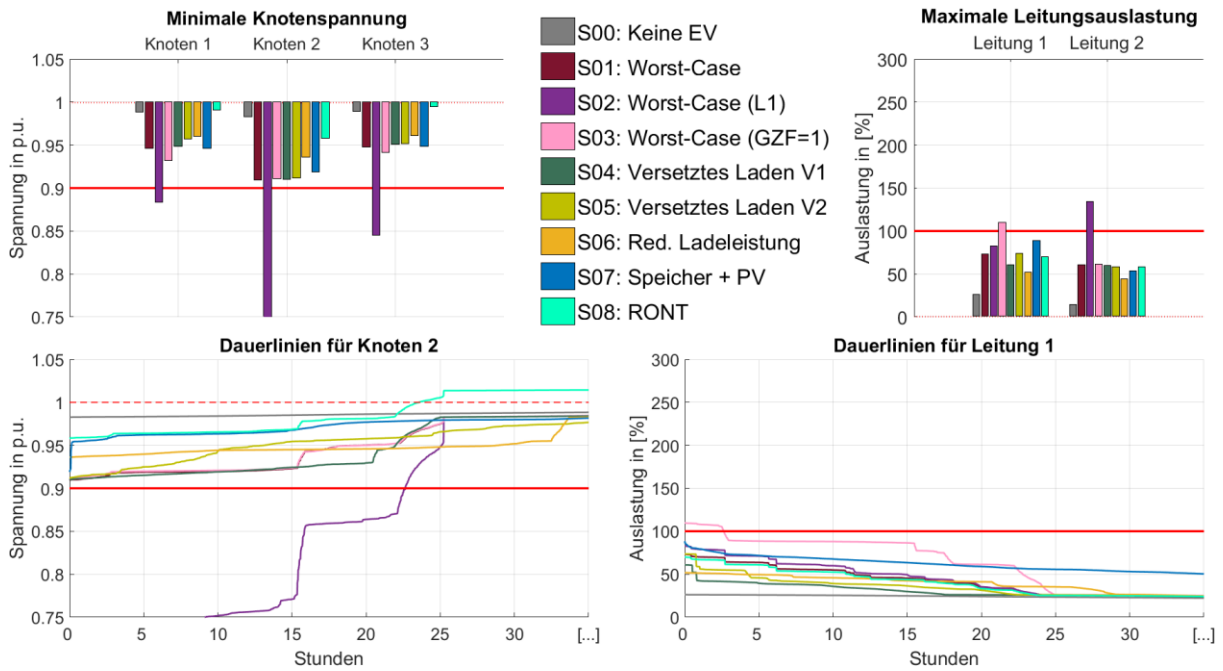 Minimale Knotenspannung
Knoten 1 Knoten 2 Knoten 3
1.05
1
0.95
0.9
0.85
0.8
0.75
Spannung in p.u.
S00: Keine EV
S01: Worst-Case
S02: Worst-Case (L1)
S03: Worst-Case (GZF=1)
S04: Versetztes Laden V1
S05: Versetztes Laden V2
S06: Red. Ladeleistung
S07: Speicher + PV
S08: RONT
Maximale Leitungsauslastung
Leitung 1 Leitung 2
300
250
200
150
100
50
0
Auslastung in [%]
Dauerlinien für Knoten 2
1.05
1
0.95
0.9
0.85
0.8
0.75
Spannung in p.u.
0 5 10 15 20 25 30 [...]
Stunden
Dauerlinien für Leitung 1
300
250
200
150
100
50
0
Auslastung in [%]
0 5 10 15 20 25 30 [...]
Stunden